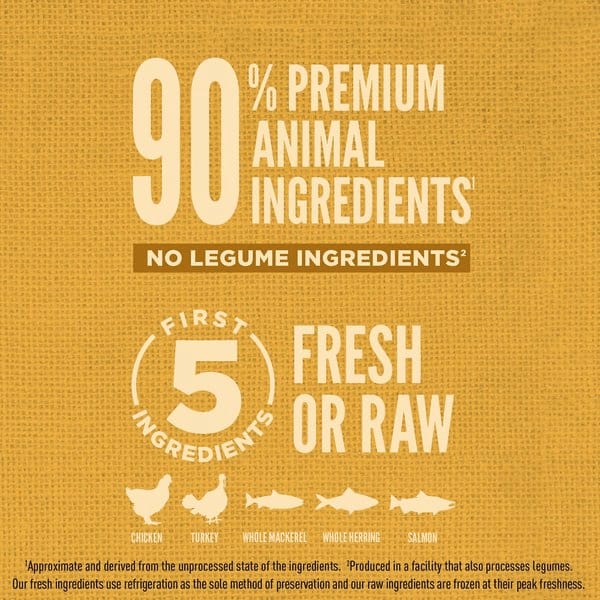 90% PREMIUM
ANIMAL
INGREDIENTS¹
NO LEGUME INGREDIENTS²
FIRST
5
INGREDIENTS
FRESH
OR RAW
CHICKEN TURKEY WHOLE MACKEREL WHOLE HERRING SALMON
¹Approximate and derived from the unprocessed state of the ingredients. ²Produced in a facility that also processes legumes.
Our fresh ingredients use refrigeration as the sole method of preservation and our raw ingredients are frozen at their peak freshness.